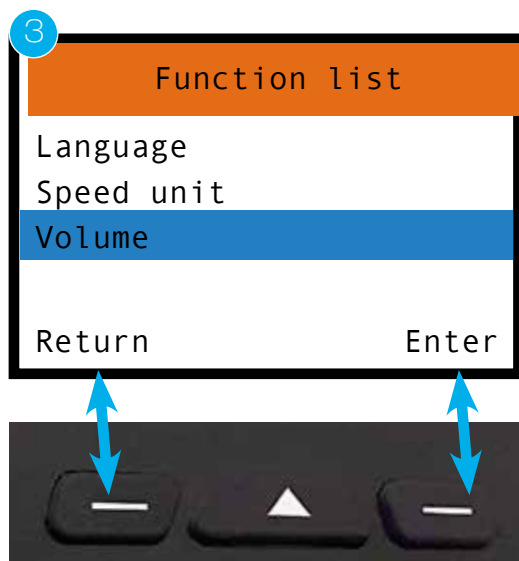 3
Function list
Language
Speed unit
Volume
Return Enter